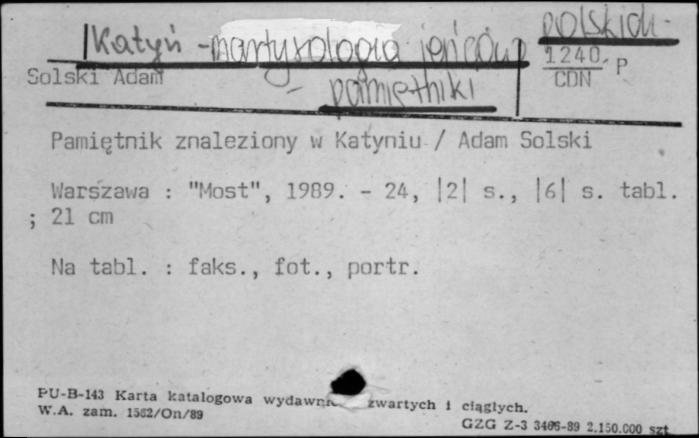 Katyń - martyrologia jeńców polskich -
1240 P
CDN
Solski Adam
- pamiętniki
Pamiętnik znaleziony w Katyniu / Adam Solski
Warszawa : "Most", 1989. - 24, |2| s., |6| s. tabl.
; 21 cm
Na tabl. : faks., fot., portr.
PU-B-143 Karta katalogowa zwartych i ciągłych.
W.A. zam. 1582/On/89
GZG Z-3 3466-89 2.150.000 szt